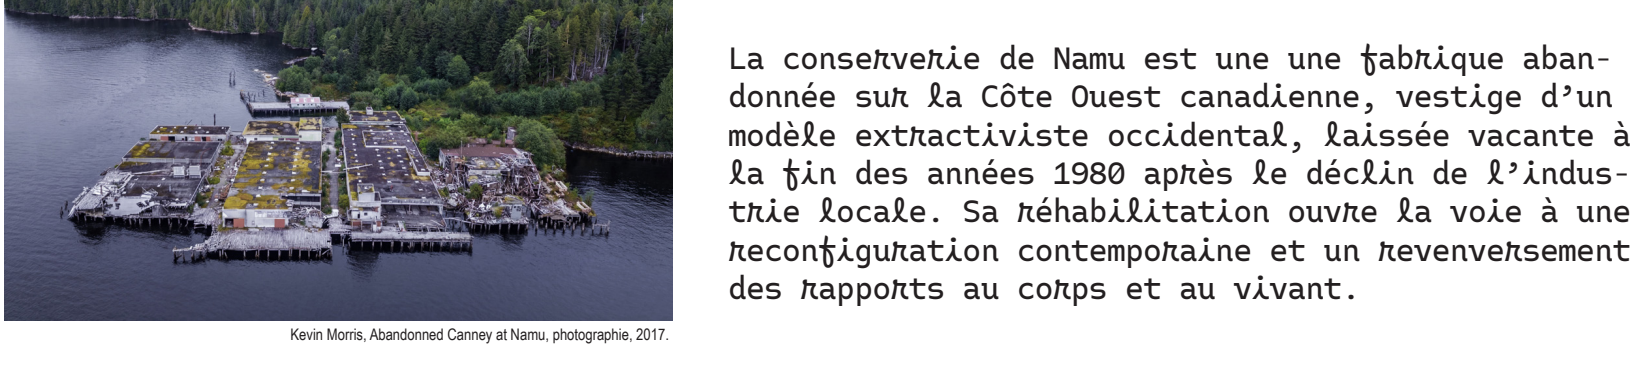 La conserverie de Namu est une une fabrique aban-
donnée sur la Côte Ouest canadienne, vestige d’un
modèle extractiviste occidental, laissée vacante à
la fin des années 1980 après le déclin de l’indus-
trie locale. Sa réhabilitation ouvre la voie à une
reconfiguration contemporaine et un revenversement
des rapports au corps et au vivant.
Kevin Morris, Abandonned Canney at Namu, photographie, 2017.